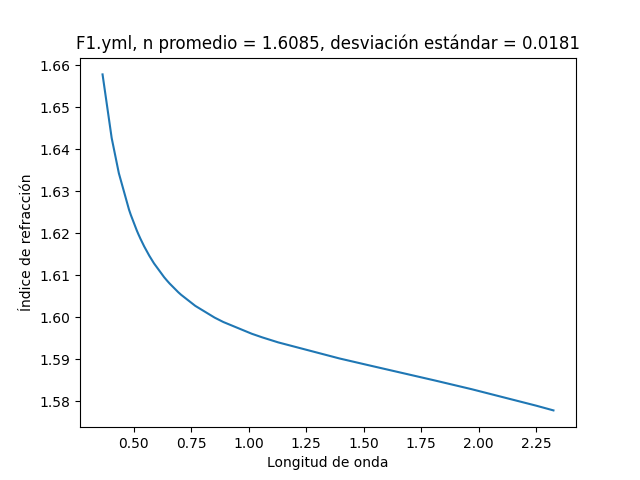 F1.yml, n promedio = 1.6085, desviación estándar = 0.0181
1.66
1.65
1.64
1.63
1.62
1.61
1.60
1.59
1.58
Índice de refracción
0.50 0.75 1.00 1.25 1.50 1.75 2.00 2.25
Longitud de onda